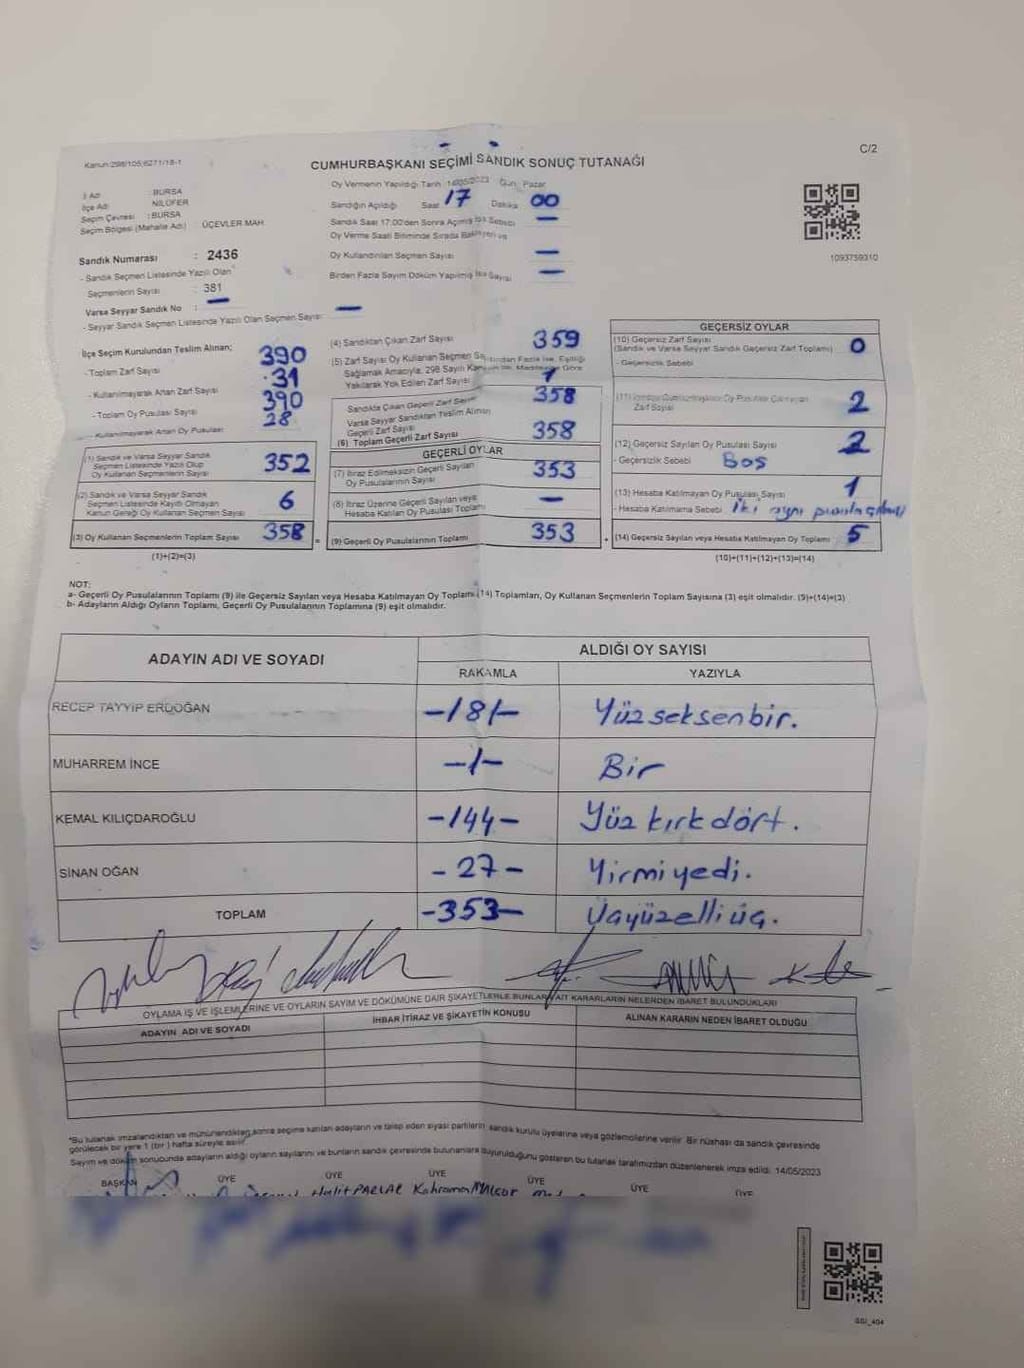 Kanun:298/105;6271/18-1
C/2
CUMHURBAŞKANI SEÇİMİ SANDIK SONUÇ TUTANAĞI
İl Adı : BURSA
İlçe Adı : NİLÜFER
Seçim Çevresi : BURSA
Seçim Bölgesi (Mahalle Adı) : ÜÇEVLER MAH.
Sandık Numarası : 2436
- Sandık Seçmen Listesinde Yazılı Olan
Seçmenlerin Sayısı : 381
Varsa Seyyar Sandık No : —
- Seyyar Sandık Seçmen Listesinde Yazılı Olan Seçmen Sayısı —
Oy Vermenin Yapıldığı Tarih 14/05/2023 Gün Pazar
Sandığın Açıldığı Saat 17 Dakika 00
Sandık Saat 17:00'den Sonra Açılmış İse Sebebi —
Oy Verme Saati Bitiminde Sırada Bekleyen ve
Oy Kullandırılan Seçmen Sayısı —
Birden Fazla Sayım Döküm Yapılmış İse Sayısı —
1093759310
İlçe Seçim Kurulundan Teslim Alınan;
- Toplam Zarf Sayısı 390
- Kullanılmayarak Artan Zarf Sayısı 31
- Toplam Oy Pusulası Sayısı 390
- Kullanılmayarak Artan Oy Pusulası 28
(1) Sandık ve Varsa Seyyar Sandık
Seçmen Listesinde Yazılı Olup
Oy Kullanan Seçmenlerin Sayısı 352
(2) Sandık ve Varsa Seyyar Sandık
Seçmen Listesinde Kayıtlı Olmayan
Kanun Gereği Oy Kullanan Seçmen Sayısı 6
(3) Oy Kullanan Seçmenlerin Toplam Sayısı 358 =
(1)+(2)=(3)
(4) Sandıktan Çıkan Zarf Sayısı 359
(5) Zarf Sayısı Oy Kullanan Seçmen Sayısından Fazla İse, Eşitliği
Sağlamak Amacıyla, 298 Sayılı Kanunun Maddesine Göre
Yakılarak Yok Edilen Zarf Sayısı 1
Sandıkta Çıkan Geçerli Zarf Sayısı 358
Varsa Seyyar Sandıktan Teslim Alınan
Geçerli Zarf Sayısı
(6) Toplam Geçerli Zarf Sayısı 358
GEÇERLİ OYLAR
(7) İtiraz Edilmeksizin Geçerli Sayılan
Oy Pusulalarının Sayısı 353
(8) İtiraz Üzerine Geçerli Sayılan veya
Hesaba Katılan Oy Pusulası Toplamı —
(9) Geçerli Oy Pusulalarının Toplamı 353 +
GEÇERSİZ OYLAR
(10) Geçersiz Zarf Sayısı 0
(Sandık ve Varsa Seyyar Sandık Geçersiz Zarf Toplamı)
- Geçersizlik Sebebi
(11) Cumhurbaşkanı Oy Pusulası Çıkmayan
Zarf Sayısı 2
(12) Geçersiz Sayılan Oy Pusulası Sayısı 2
- Geçersizlik Sebebi Boş
(13) Hesaba Katılmayan Oy Pusulası Sayısı 1
- Hesaba Katılmama Sebebi İki ayrı pusula
(14) Geçersiz Sayılan veya Hesaba Katılmayan Oy Toplamı 5
(10)+(11)+(12)+(13)=(14)
NOT:
a- Geçerli Oy Pusulalarının Toplamı (9) ile Geçersiz Sayılan veya Hesaba Katılmayan Oy Toplamı (14) Toplamları, Oy Kullanan Seçmenlerin Toplam Sayısına (3) eşit olmalıdır. (9)+(14)=(3)
b- Adayların Aldığı Oyların Toplamı, Geçerli Oy Pusulalarının Toplamına (9) eşit olmalıdır.
ADAYIN ADI VE SOYADI
ALDIĞI OY SAYISI
RAKAMLA YAZIYLA
RECEP TAYYİP ERDOĞAN -181- Yüz seksen bir.
MUHARREM İNCE -1- Bir
KEMAL KILIÇDAROĞLU -144- Yüz kırk dört.
SİNAN OĞAN -27- Yirmi yedi.
TOPLAM -353- Üçyüzelliüç.
OYLAMA İŞ VE İŞLEMLERİNE VE OYLARIN SAYIM VE DÖKÜMÜNE DAİR ŞİKAYETLERLE BUNLARA AİT KARARLARIN NELERDEN İBARET BULUNDUKLARI
ADAYIN ADI VE SOYADI İHBAR İTİRAZ VE ŞİKAYETİN KONUSU ALINAN KARARIN NEDEN İBARET OLDUĞU
*Bu tutanak imzalandıktan ve mühürlendikten sonra seçime katılan adayların ve talep eden siyasi partilerin sandık kurulu üyelerine veya gözlemcilerine verilir. Bir nüshası da sandık çevresinde
görülecek bir yere 1 (bir) hafta süreyle asılır.
Sayım ve döküm sonucunda adayların aldığı oyların sayılarını ve bunların sandık çevresinde bulunanlara duyurulduğunu gösteren bu tutanak tarafımızdan düzenlenerek imza edildi. 14/05/2023
BAŞKAN ÜYE ÜYE ÜYE ÜYE ÜYE ÜYE
Halit PARLAR Kahraman